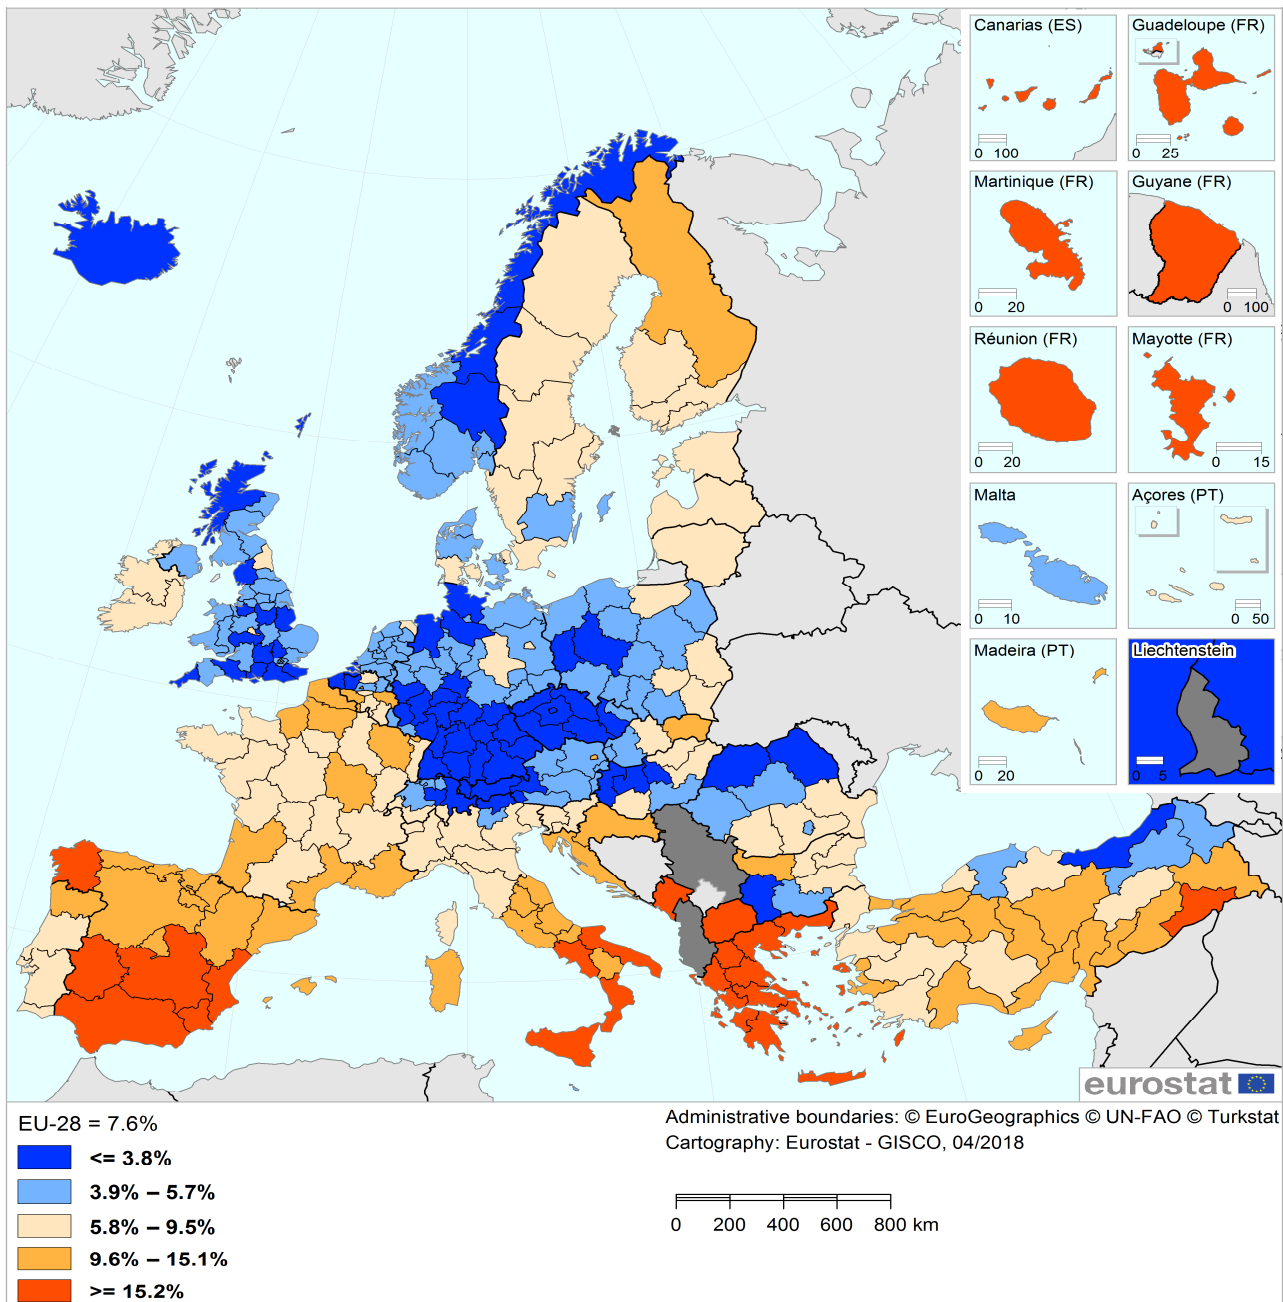 Canarias (ES)
0 100
Guadeloupe (FR)
0 25
Martinique (FR)
0 20
Guyane (FR)
0 100
Réunion (FR)
0 20
Mayotte (FR)
0 15
Malta
0 10
Açores (PT)
0 50
Madeira (PT)
0 20
Liechtenstein
0 5
eurostat
EU-28 = 7.6%
<= 3.8%
3.9% – 5.7%
5.8% – 9.5%
9.6% – 15.1%
>= 15.2%
Administrative boundaries: © EuroGeographics © UN-FAO © Turkstat
Cartography: Eurostat - GISCO, 04/2018
0 200 400 600 800 km